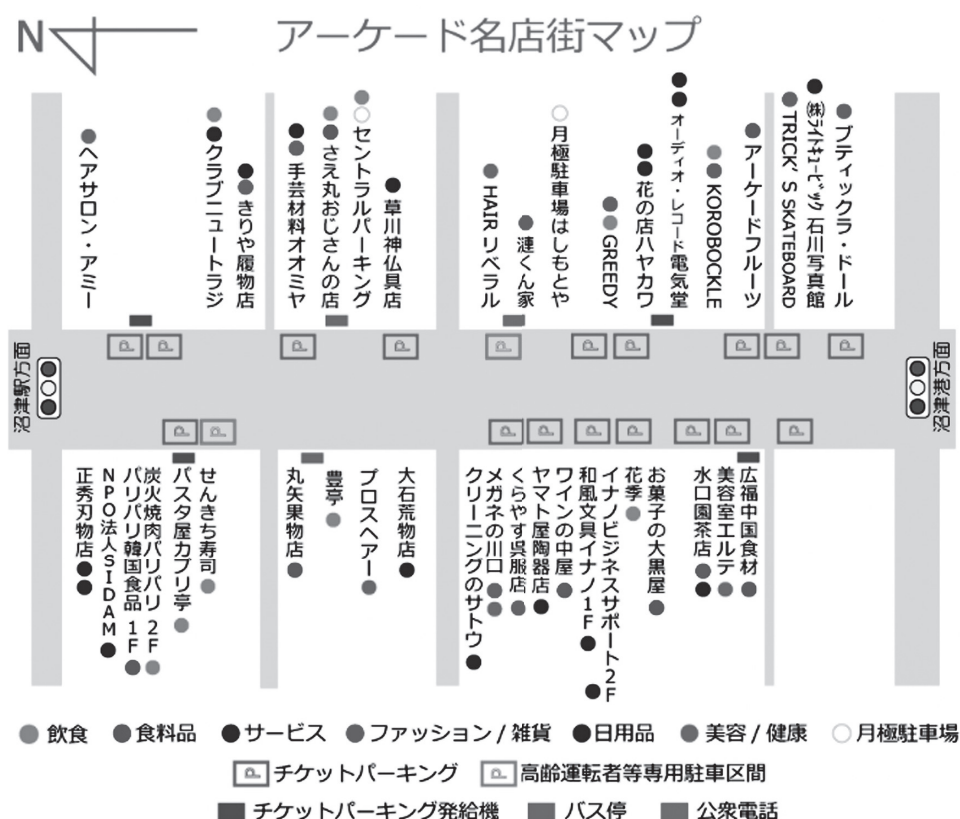 N
アーケード名店街マップ
ヘアサロン・アミー
クラブニュートラジ
きりや履物店
手芸材料オオミヤ
さえ丸おじさんの店
セントラルパーキング
草川神仏具店
HAIR リベラル
漣くん家
月極駐車場はしもとや
GREEDY
花の店ハヤカワ
オーディオ・レコード電気堂
KOROBOCKLE
アーケードフルーツ
TRICK'S SKATEBOARD
㈱ライトキュービック 石川写真館
ブティックラ・ドール
沼津駅方面
沼津港方面
正秀刃物店
NPO法人SIDAM
パリパリ韓国食品 1F
炭火焼肉パリパリ 2F
パスタ屋カプリ亭
せんきち寿司
丸矢果物店
豊亭
プロスヘアー
大石荒物店
クリーニングのサトウ
メガネの川口
くらやす呉服店
ヤマト屋陶器店
ワインの中屋
和風文具イナノ1F
イナノビジネスサポート2F
花季
お菓子の大黒屋
水口園茶店
美容室エルテ
広福中国食材
飲食
食料品
サービス
ファッション / 雑貨
日用品
美容 / 健康
月極駐車場
チケットパーキング
高齢運転者等専用駐車区間
チケットパーキング発給機
バス停
公衆電話